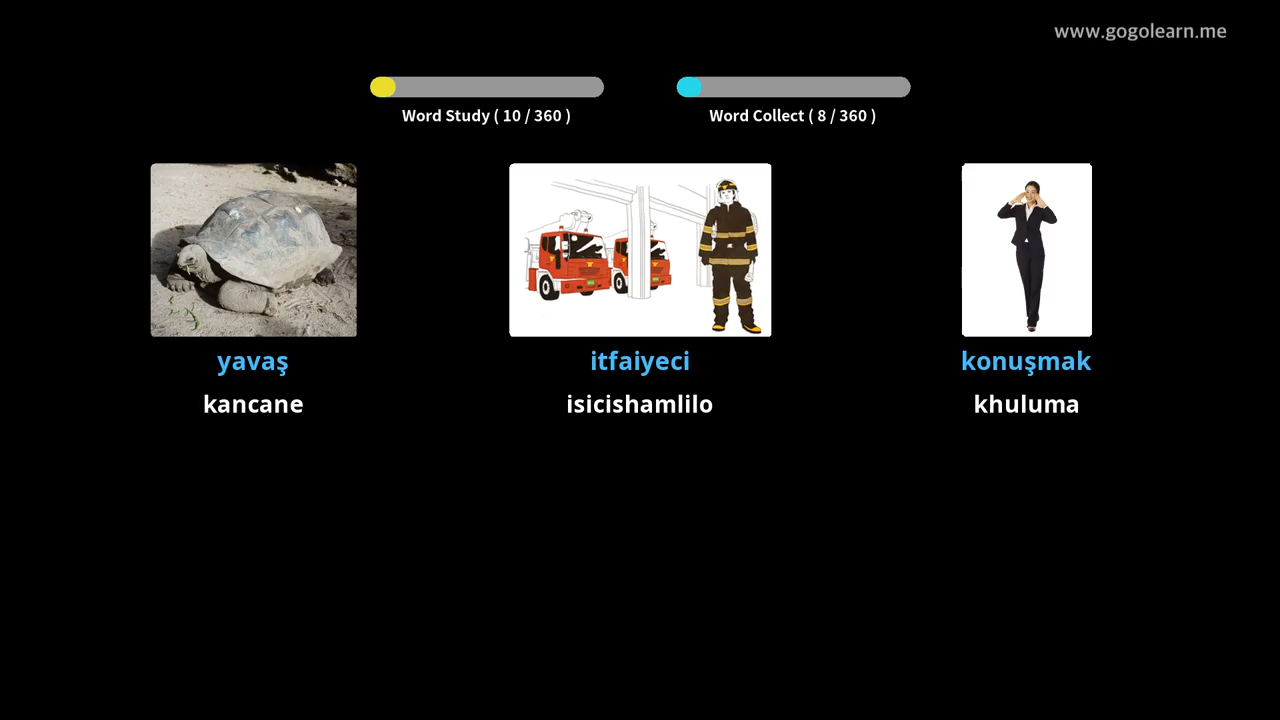 www.gogolearn.me
Word Study ( 10 / 360 )
Word Collect ( 8 / 360 )
yavaş
itfaiyeci
konuşmak
kancane
isicishamlilo
khuluma